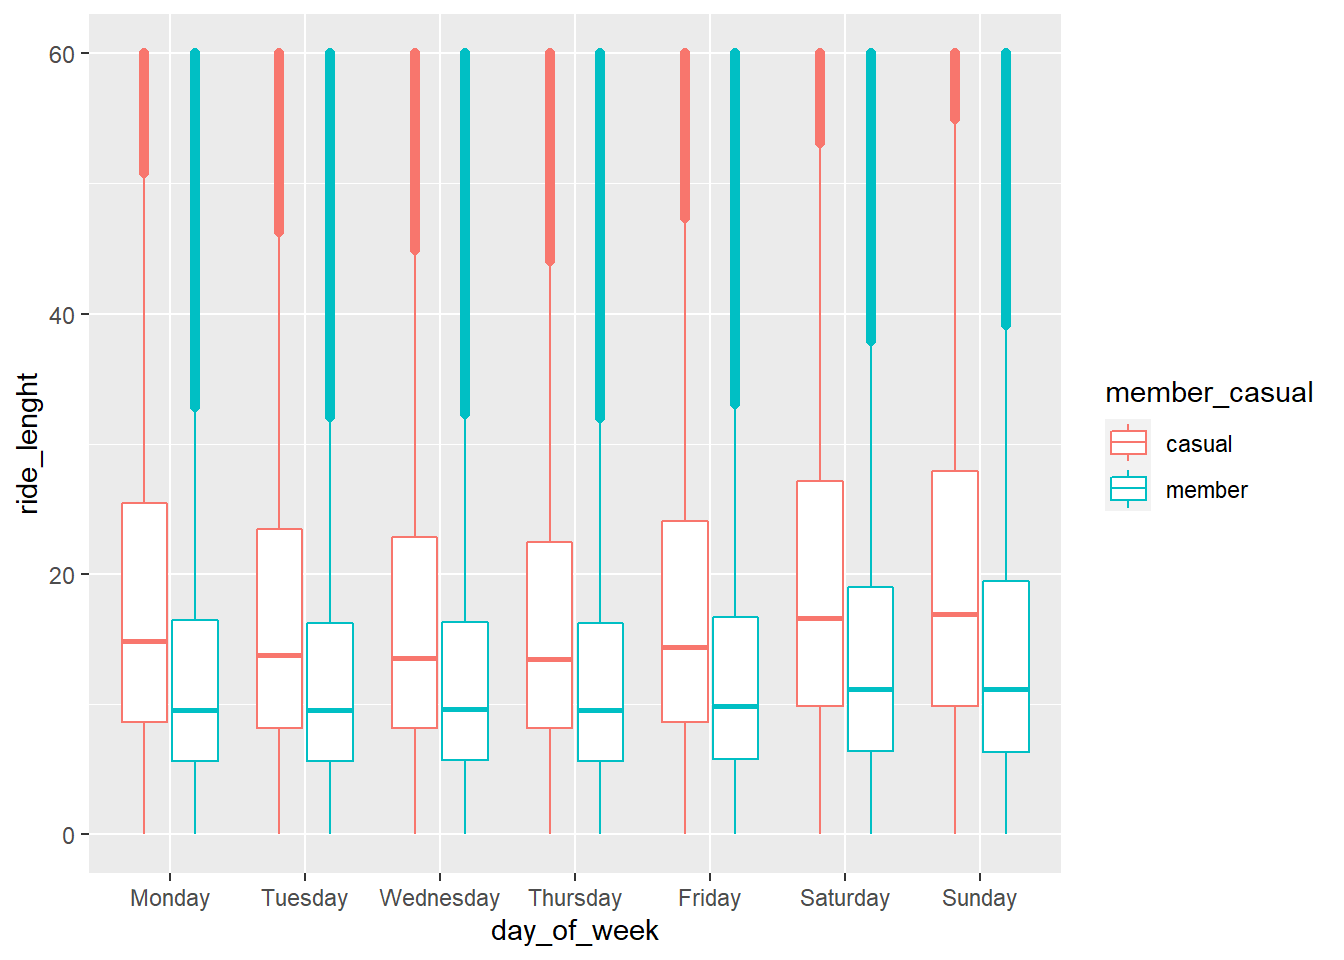 60
40
20
0
ride_lenght
Monday Tuesday Wednesday Thursday Friday Saturday Sunday
day_of_week
member_casual
casual
member